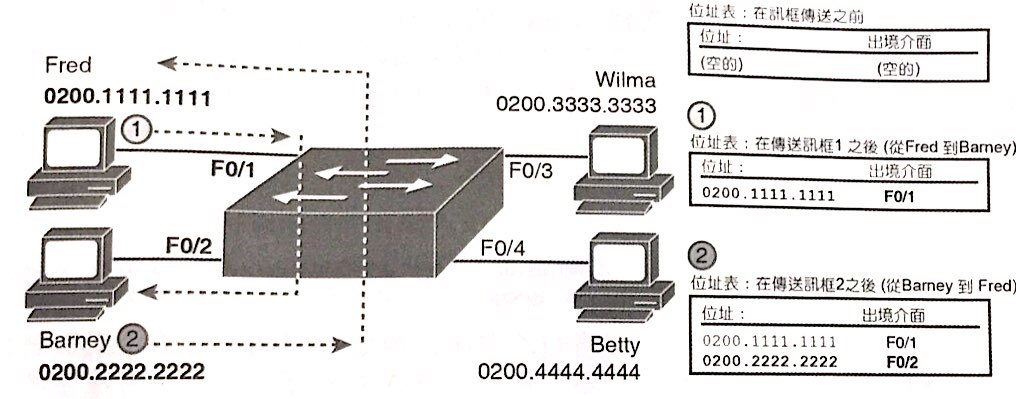 Fred
0200.1111.1111
1
F0/1
F0/2
Barney 2
0200.2222.2222
Wilma
0200.3333.3333
F0/3
F0/4
Betty
0200.4444.4444
位址表：在訊框傳送之前
位址： 出境介面
(空的) (空的)
1
位址表：在傳送訊框1 之後 (從Fred 到Barney)
位址： 出境介面
0200.1111.1111 F0/1
2
位址表：在傳送訊框2之後 (從Barney 到 Fred)
位址： 出境介面
0200.1111.1111 F0/1
0200.2222.2222 F0/2